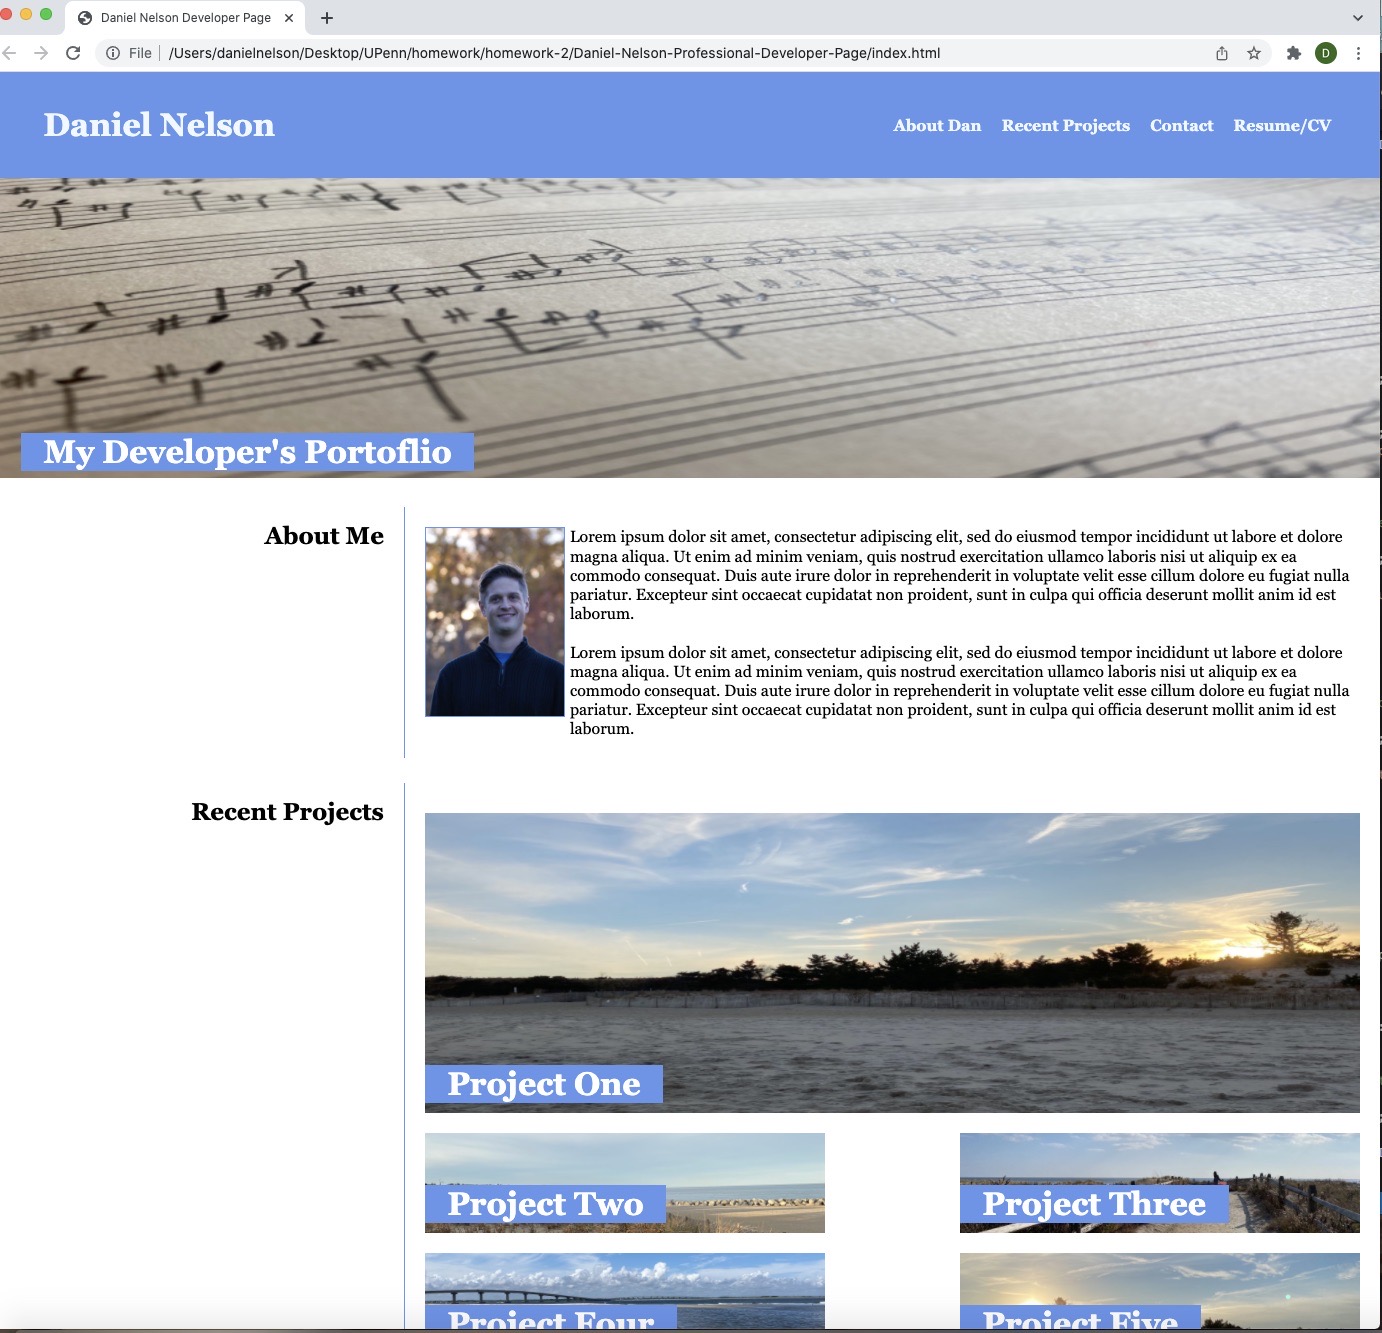 Daniel Nelson Developer Page
File
/Users/danielnelson/Desktop/UPenn/homework/homework-2/Daniel-Nelson-Professional-Developer-Page/index.html
D
Daniel Nelson
About Dan Recent Projects Contact Resume/CV
My Developer's Portoflio
About Me
Lorem ipsum dolor sit amet, consectetur adipiscing elit, sed do eiusmod tempor incididunt ut labore et dolore
magna aliqua. Ut enim ad minim veniam, quis nostrud exercitation ullamco laboris nisi ut aliquip ex ea
commodo consequat. Duis aute irure dolor in reprehenderit in voluptate velit esse cillum dolore eu fugiat nulla
pariatur. Excepteur sint occaecat cupidatat non proident, sunt in culpa qui officia deserunt mollit anim id est
laborum.
Lorem ipsum dolor sit amet, consectetur adipiscing elit, sed do eiusmod tempor incididunt ut labore et dolore
magna aliqua. Ut enim ad minim veniam, quis nostrud exercitation ullamco laboris nisi ut aliquip ex ea
commodo consequat. Duis aute irure dolor in reprehenderit in voluptate velit esse cillum dolore eu fugiat nulla
pariatur. Excepteur sint occaecat cupidatat non proident, sunt in culpa qui officia deserunt mollit anim id est
laborum.
Recent Projects
Project One
Project Two
Project Three
Project Four
Project Five